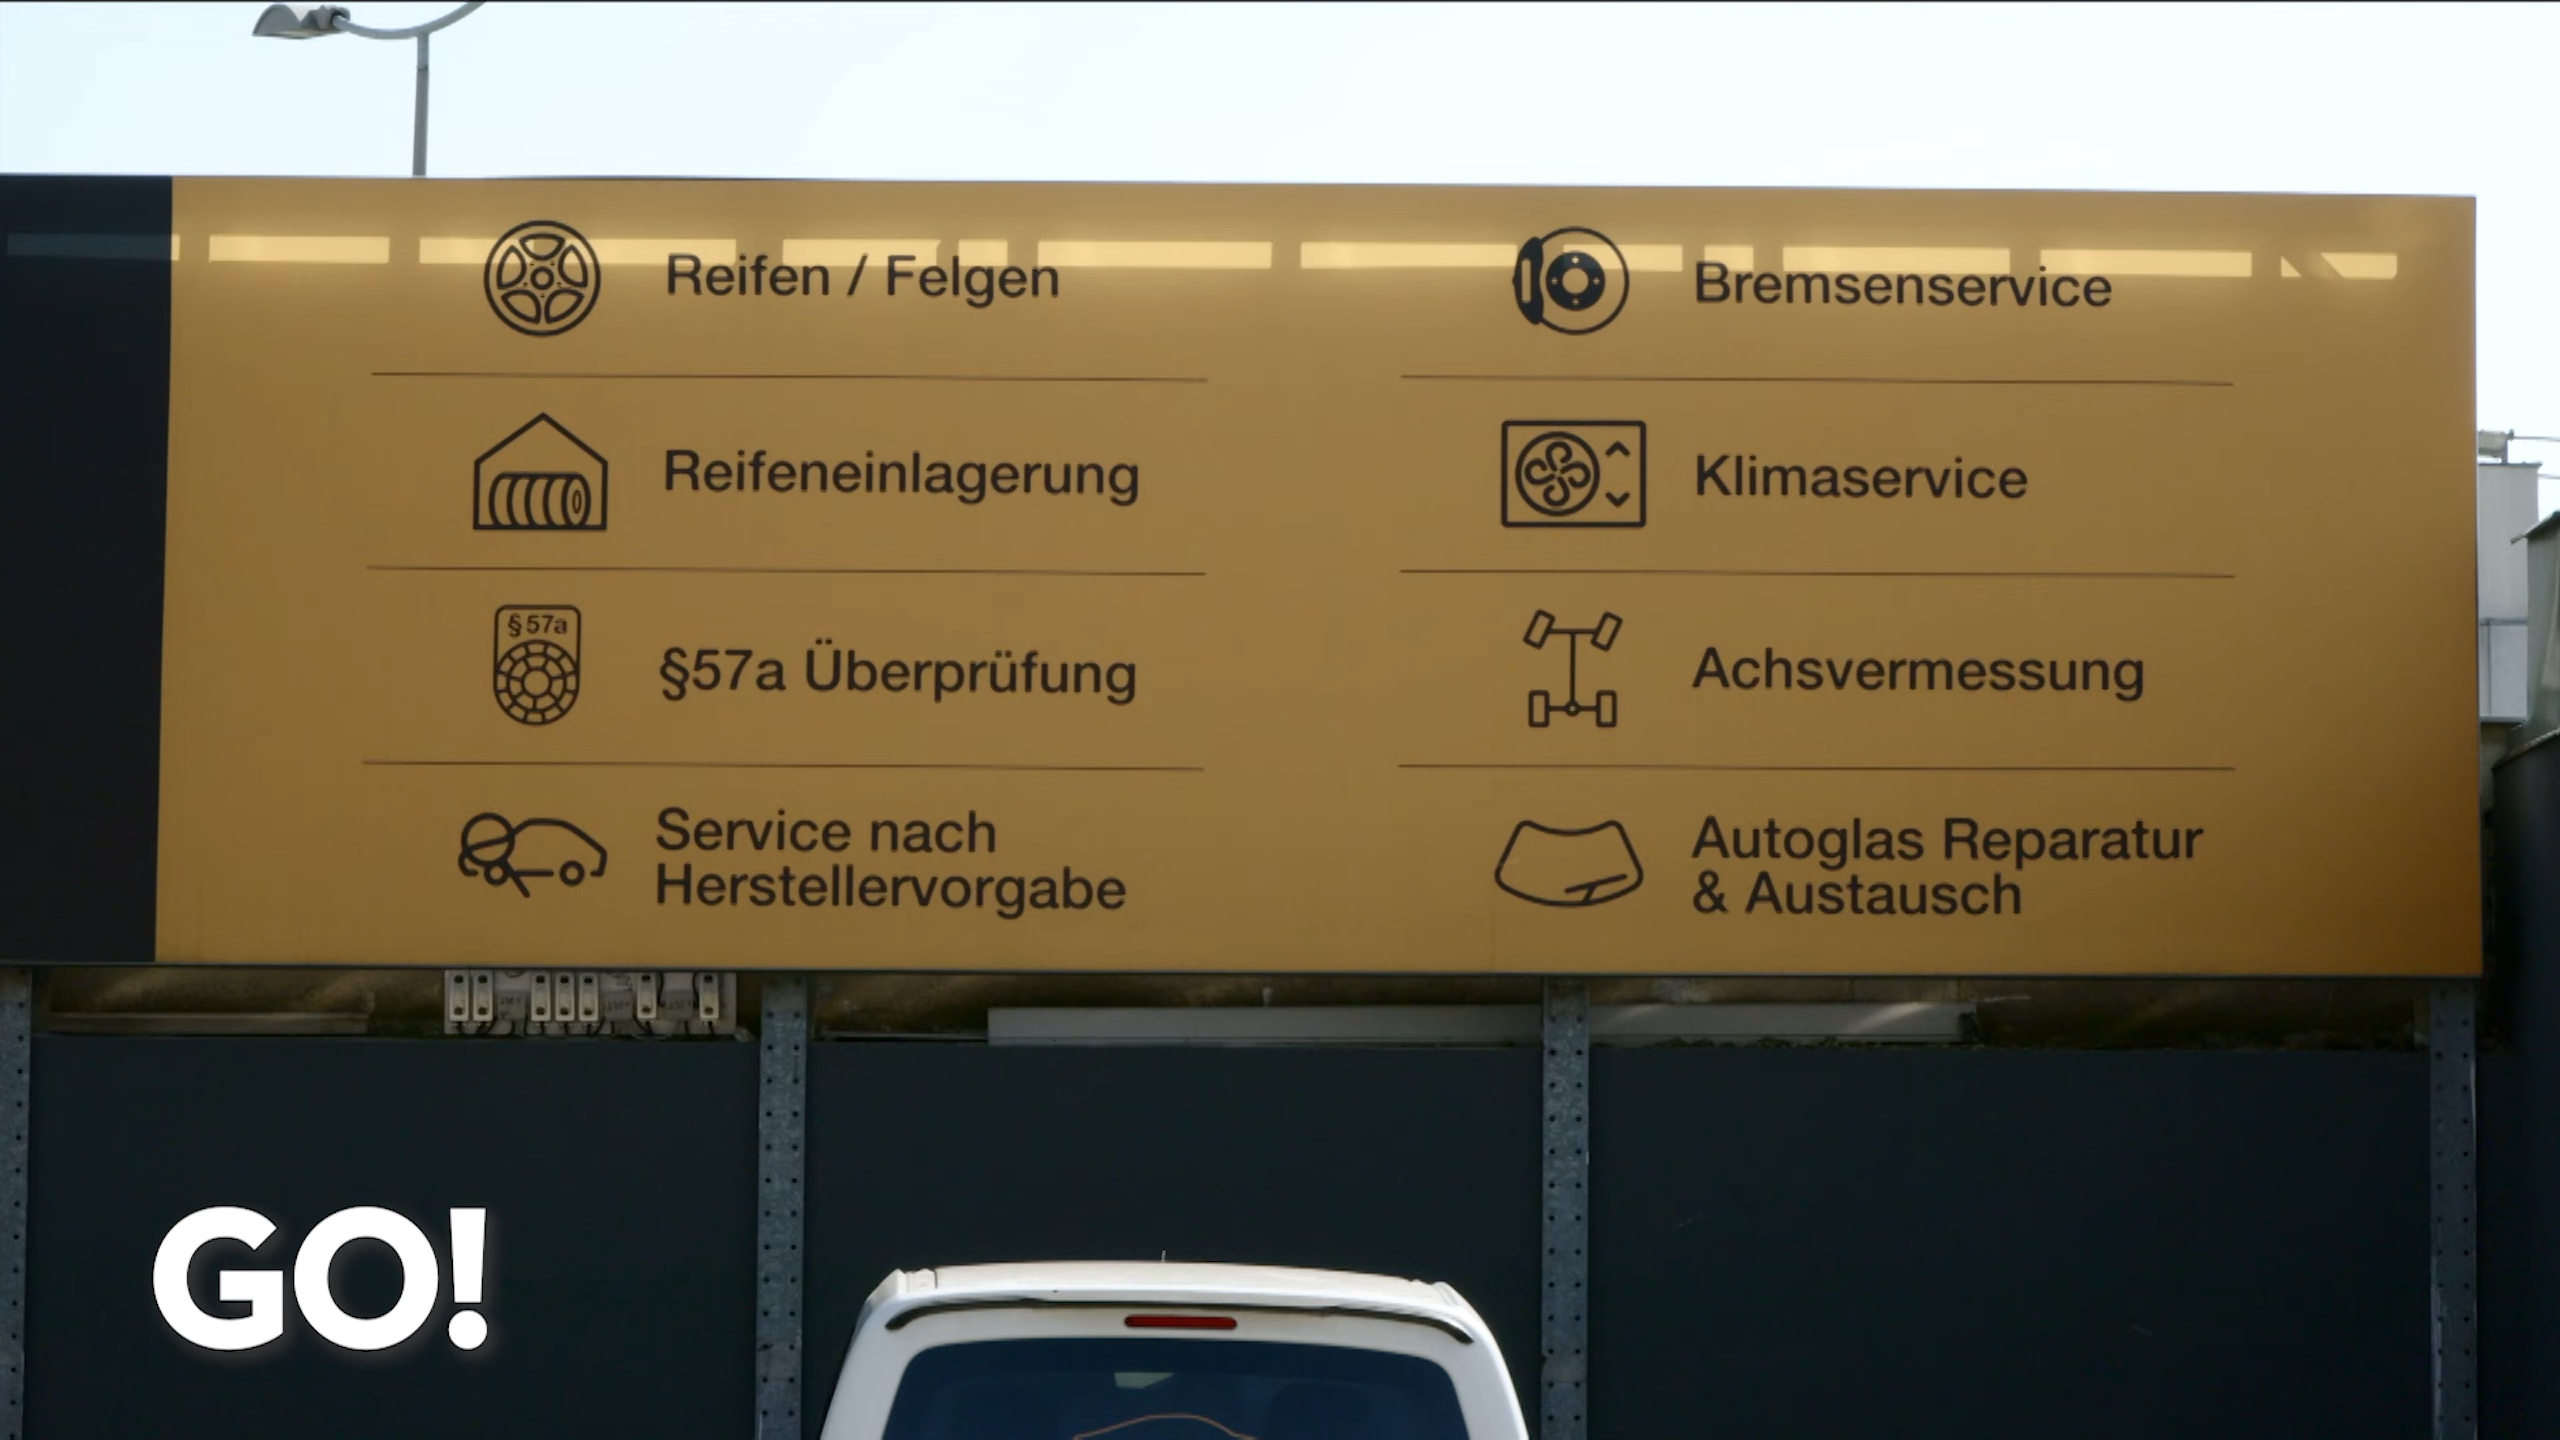 Reifen / Felgen
Reifeneinlagerung
§57a
§57a Überprüfung
Service nach
Herstellervorgabe
Bremsenservice
Klimaservice
Achsvermessung
Autoglas Reparatur
& Austausch
GO!